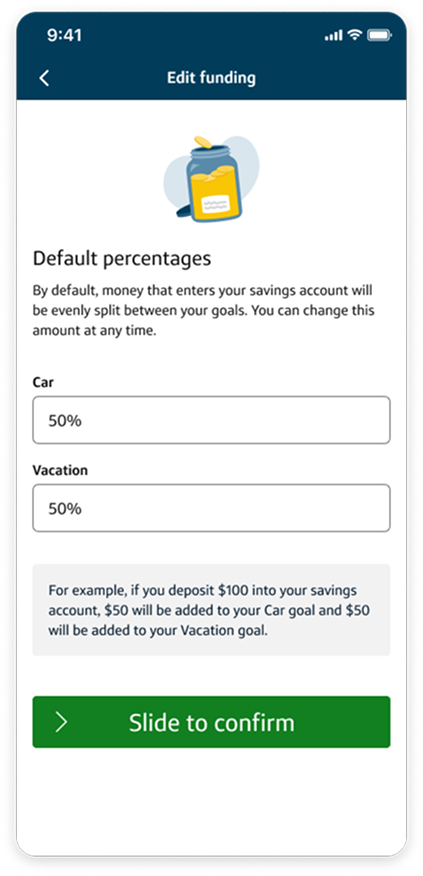 9:41
Edit funding
Default percentages
By default, money that enters your savings account will
be evenly split between your goals. You can change this
amount at any time.
Car
50%
Vacation
50%
For example, if you deposit $100 into your savings
account, $50 will be added to your Car goal and $50
will be added to your Vacation goal.
Slide to confirm